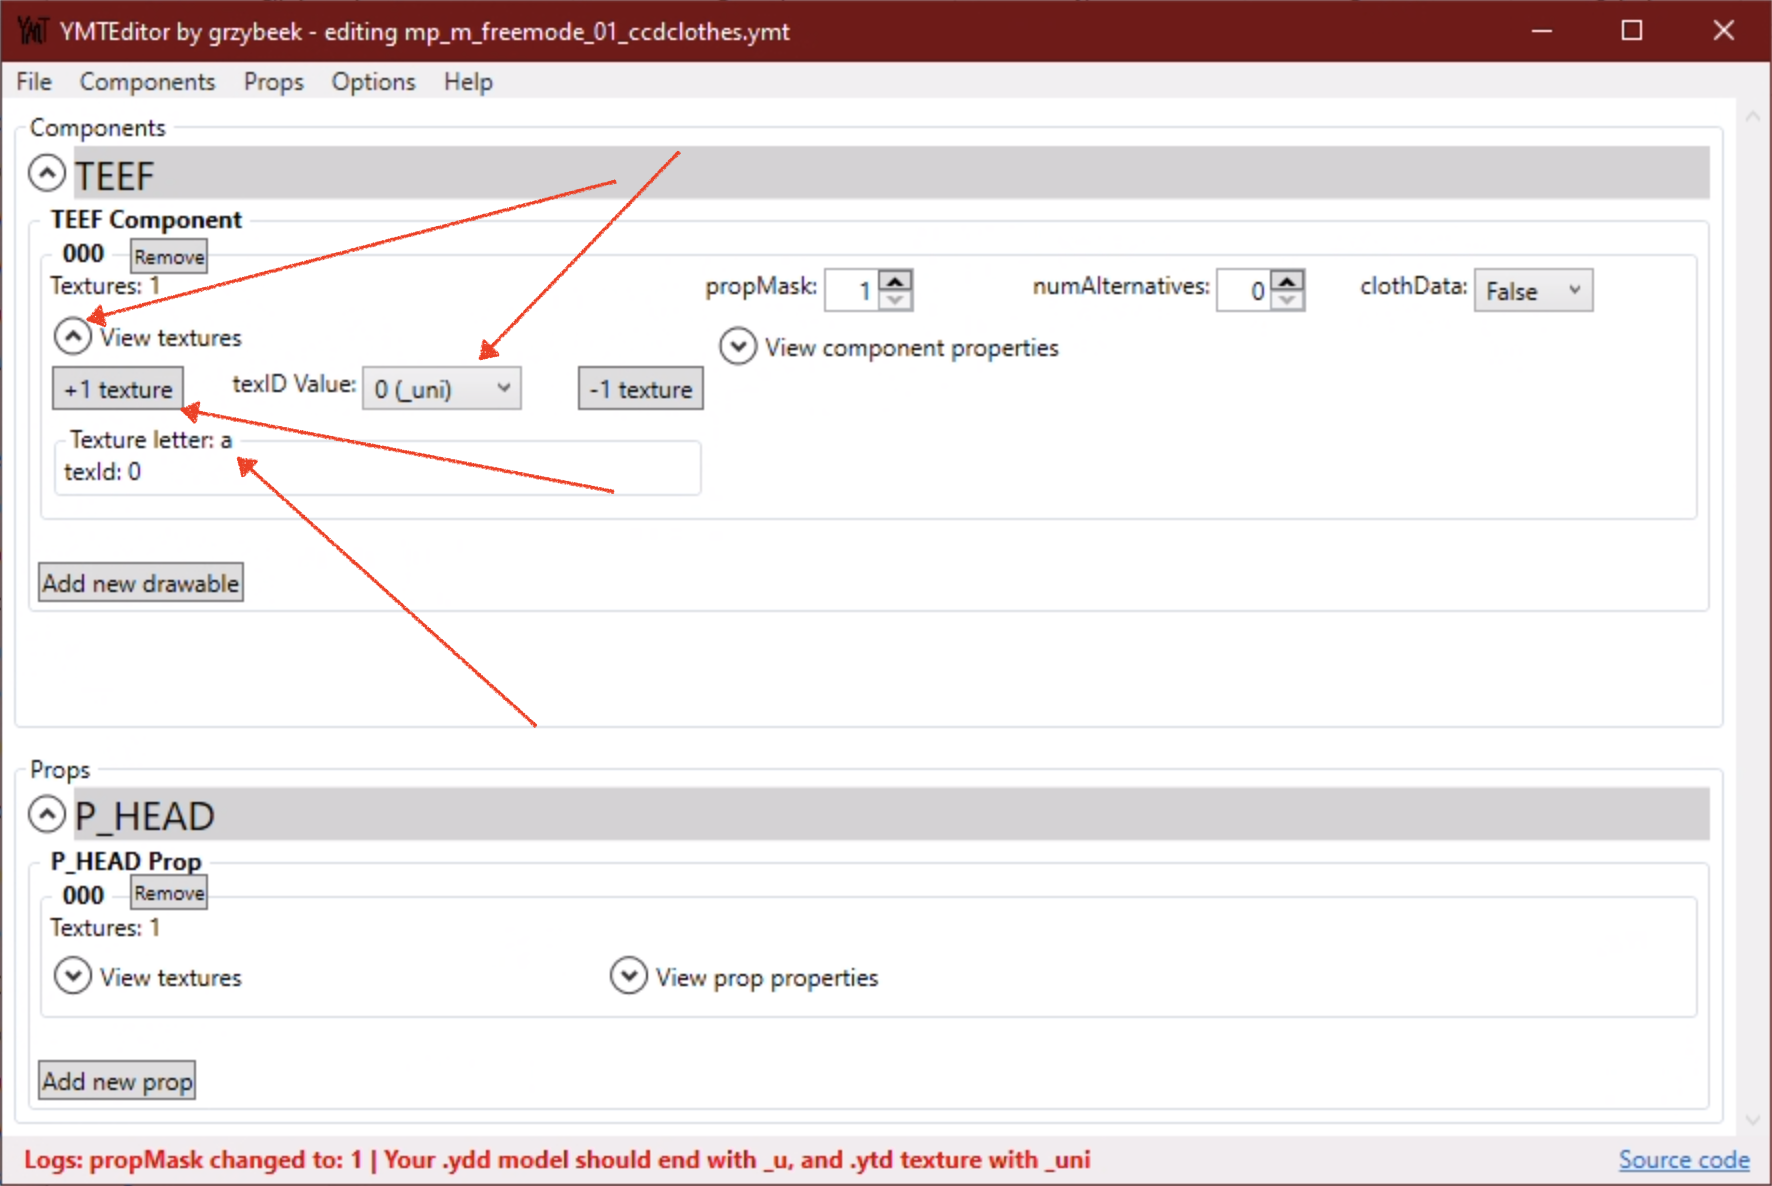 YMT YMTEditor by grzybeek - editing mp_m_freemode_01_ccdclothes.ymt
File Components Props Options Help
Components
TEEF
TEEF Component
000 Remove
Textures: 1
propMask: 1 numAlternatives: 0 clothData: False
View textures
View component properties
+1 texture texID Value: 0 (_uni) -1 texture
Texture letter: a
texId: 0
Add new drawable
Props
P_HEAD
P_HEAD Prop
000 Remove
Textures: 1
View textures View prop properties
Add new prop
Logs: propMask changed to: 1 | Your .ydd model should end with _u, and .ytd texture with _uni Source code